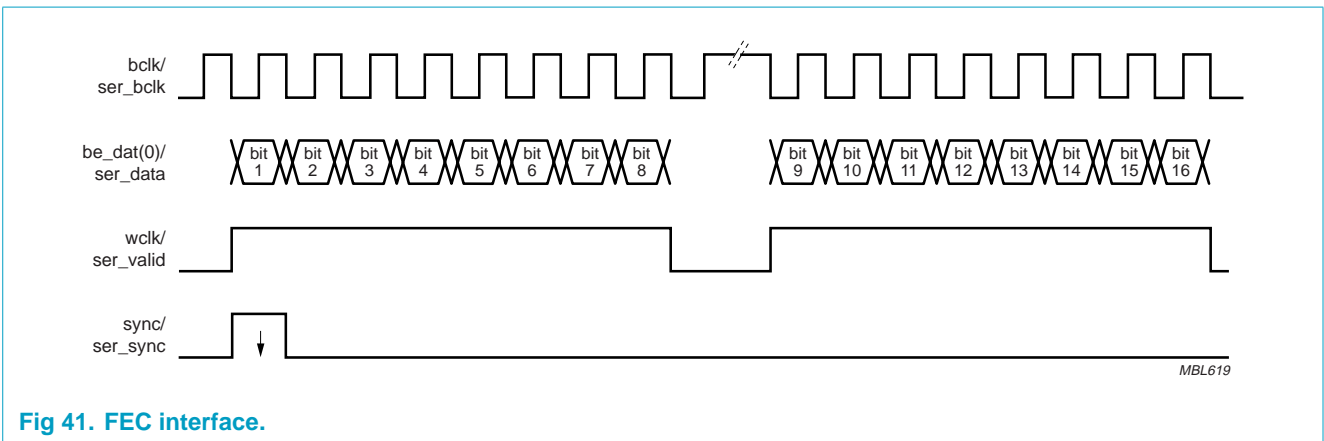 bclk/
ser_bclk
be_dat(0)/
ser_data
bit bit bit bit bit bit bit bit bit bit bit bit bit bit bit bit
1 2 3 4 5 6 7 8 9 10 11 12 13 14 15 16
wclk/
ser_valid
sync/
ser_sync
MBL619
Fig 41. FEC interface.